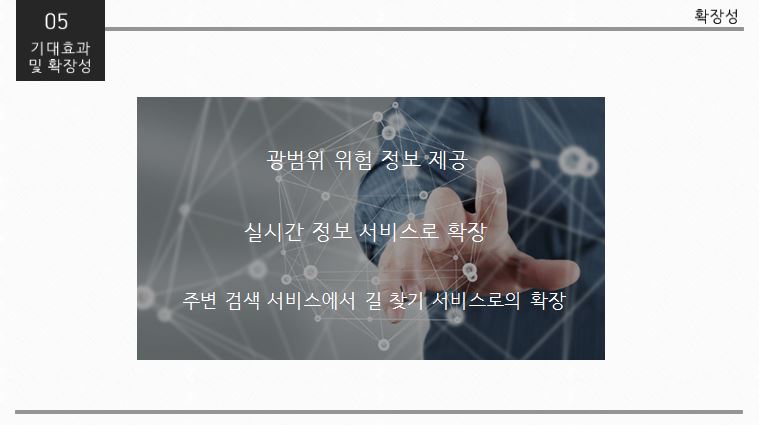 05
기대효과
및 확장성
확장성
광범위 위험 정보 제공
실시간 정보 서비스로 확장
주변 검색 서비스에서 길 찾기 서비스로의 확장